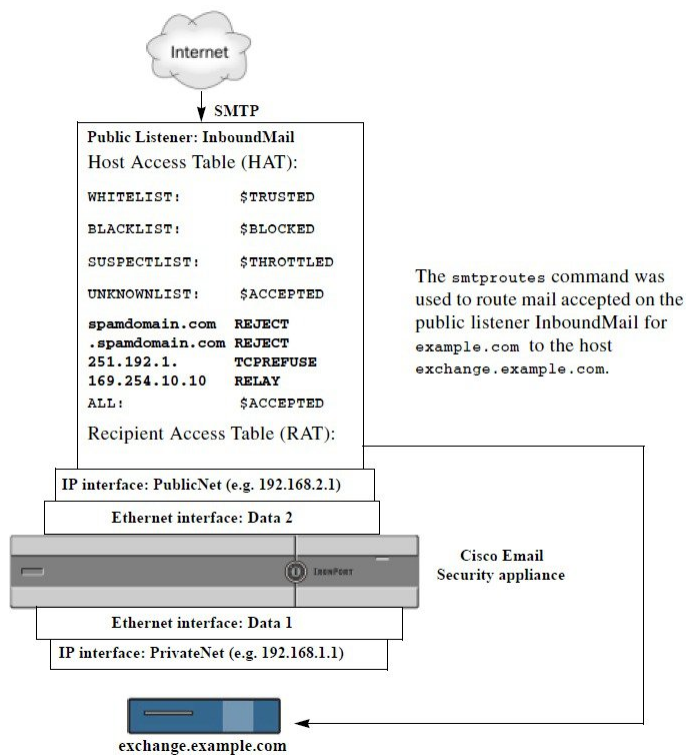 Internet
SMTP
Public Listener: InboundMail
Host Access Table (HAT):
WHITELIST: $TRUSTED
BLACKLIST: $BLOCKED
SUSPECTLIST: $THROTTLED
UNKNOWNLIST: $ACCEPTED
spamdomain.com REJECT
.spamdomain.com REJECT
251.192.1. TCPREFUSE
169.254.10.10 RELAY
ALL: $ACCEPTED
Recipient Access Table (RAT):
The smtproutes command was
used to route mail accepted on the
public listener InboundMail for
example.com to the host
exchange.example.com.
IP interface: PublicNet (e.g. 192.168.2.1)
Ethernet interface: Data 2
IRONPORT
Cisco Email
Security appliance
Ethernet interface: Data 1
IP interface: PrivateNet (e.g. 192.168.1.1)
exchange.example.com